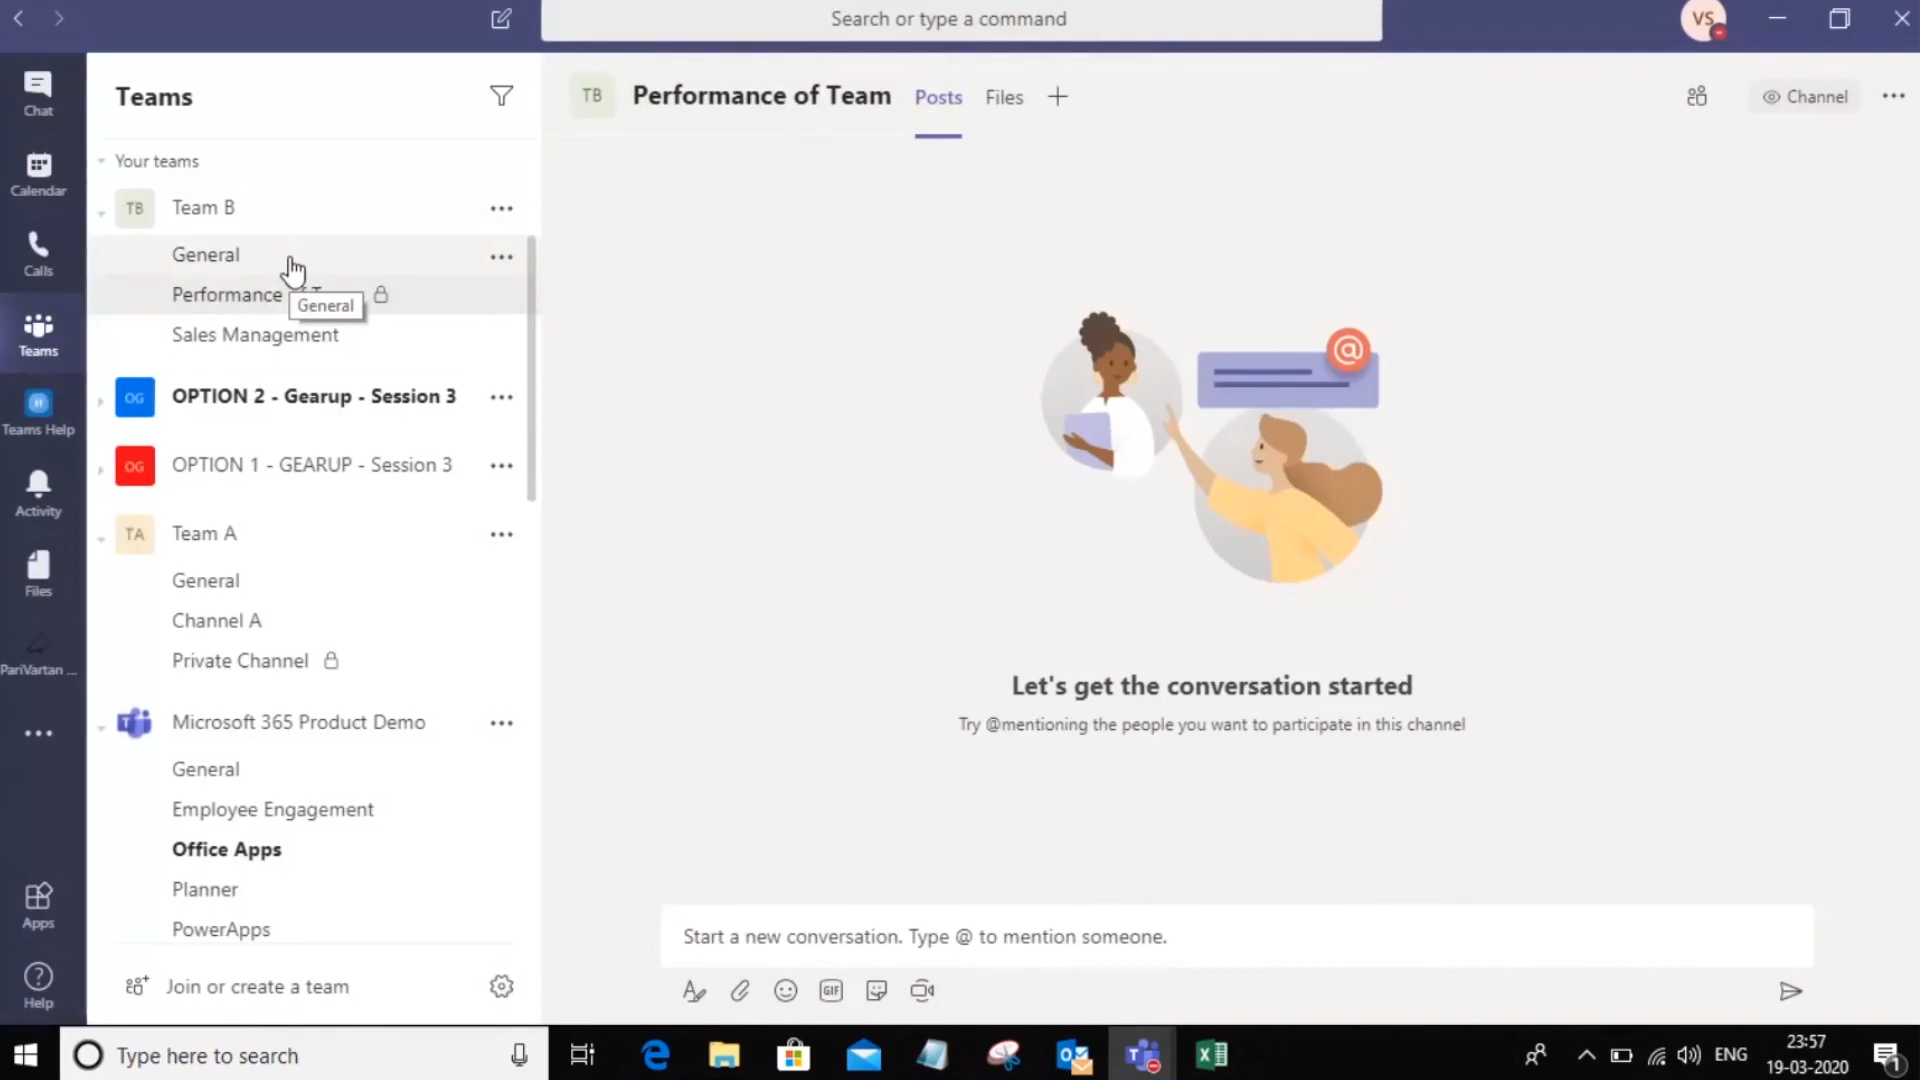 Search or type a command
VS
Chat
Calendar
Calls
Teams
Teams Help
Activity
Files
PariVartan ...
Apps
Help
Teams
Your teams
TB Team B
General
Performance
General
Sales Management
OG OPTION 2 - Gearup - Session 3
OG OPTION 1 - GEARUP - Session 3
TA Team A
General
Channel A
Private Channel
Microsoft 365 Product Demo
General
Employee Engagement
Office Apps
Planner
PowerApps
Join or create a team
TB Performance of Team Posts Files
Channel
@
Let's get the conversation started
Try @mentioning the people you want to participate in this channel
Start a new conversation. Type @ to mention someone.
GIF
Type here to search
ENG
23:57
19-03-2020
1